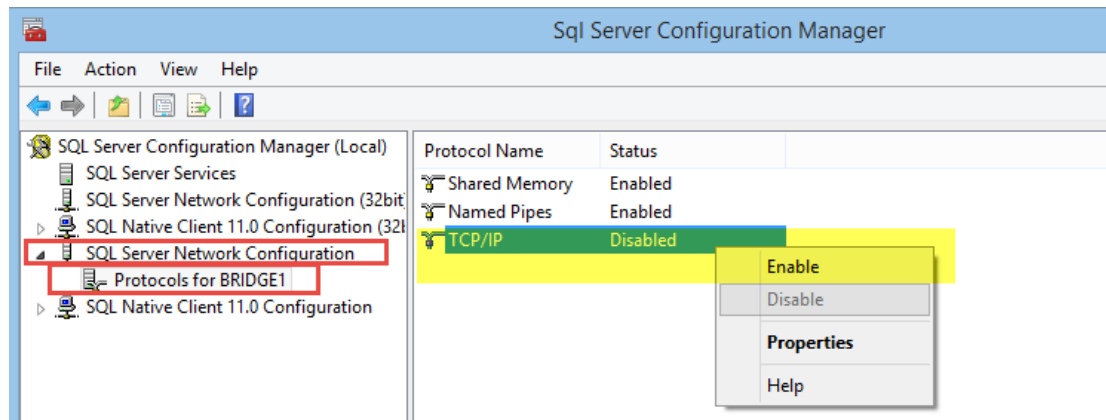 Sql Server Configuration Manager
File Action View Help
SQL Server Configuration Manager (Local)
SQL Server Services
SQL Server Network Configuration (32bit
SQL Native Client 11.0 Configuration (32
SQL Server Network Configuration
Protocols for BRIDGE1
SQL Native Client 11.0 Configuration
Protocol Name Status
Shared Memory Enabled
Named Pipes Enabled
TCP/IP Disabled
Enable
Disable
Properties
Help